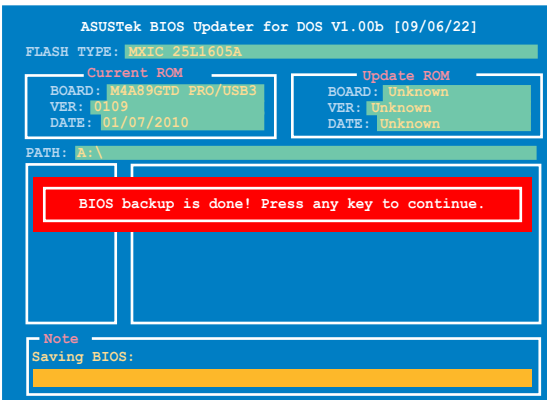 ASUSTek BIOS Updater for DOS V1.00b [09/06/22]
FLASH TYPE: MXIC 25L1605A
Current ROM
BOARD: M4A89GTD PRO/USB3
VER: 0109
DATE: 01/07/2010
Update ROM
BOARD: Unknown
VER: Unknown
DATE: Unknown
PATH: A:\
BIOS backup is done! Press any key to continue.
Note
Saving BIOS: